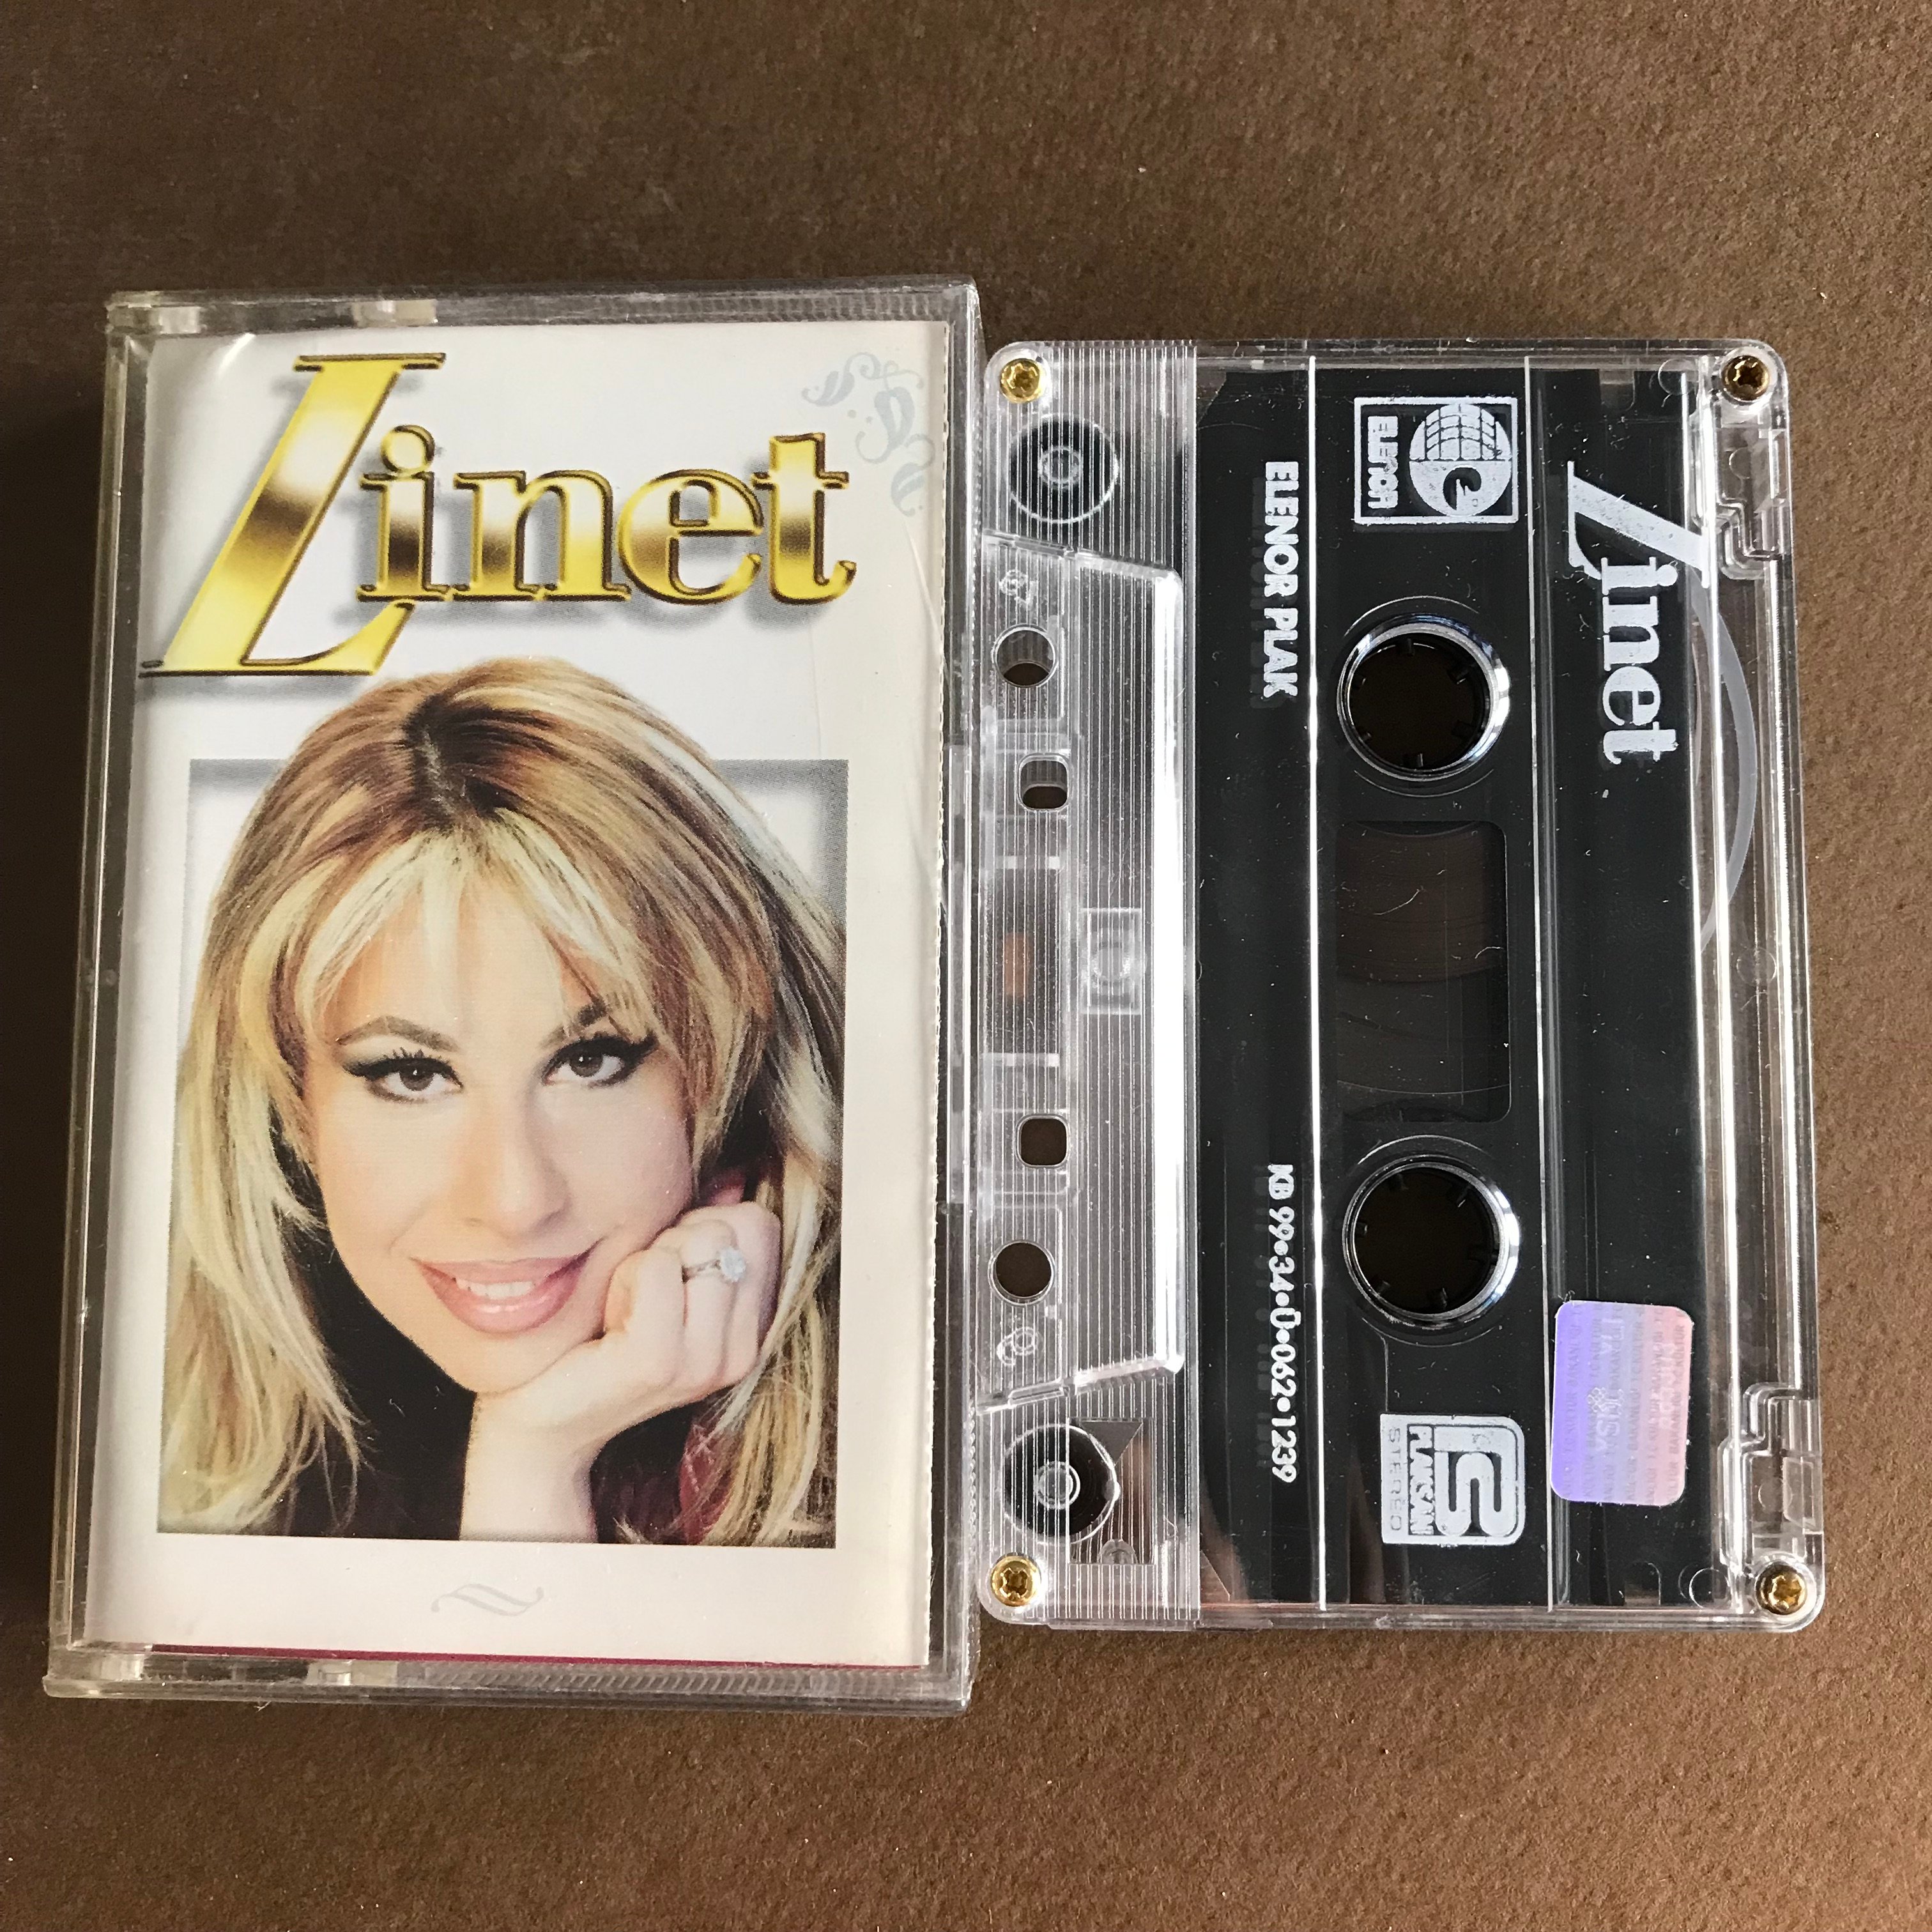 Linet
Linet
ELENOR
ELENOR PLAK
KB 99•34•Ü•062•1239
PLAKSAN
STEREO